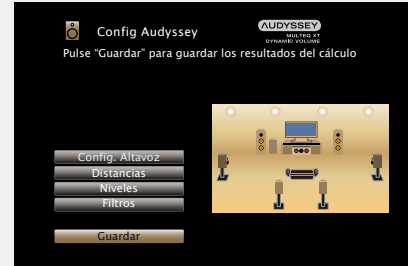 Config Audyssey
AUDYSSEY
MULTEQ XT
DYNAMIC VOLUME
Pulse “Guardar” para guardar los resultados del cálculo
Config. Altavoz
Distancias
Niveles
Filtros
Guardar